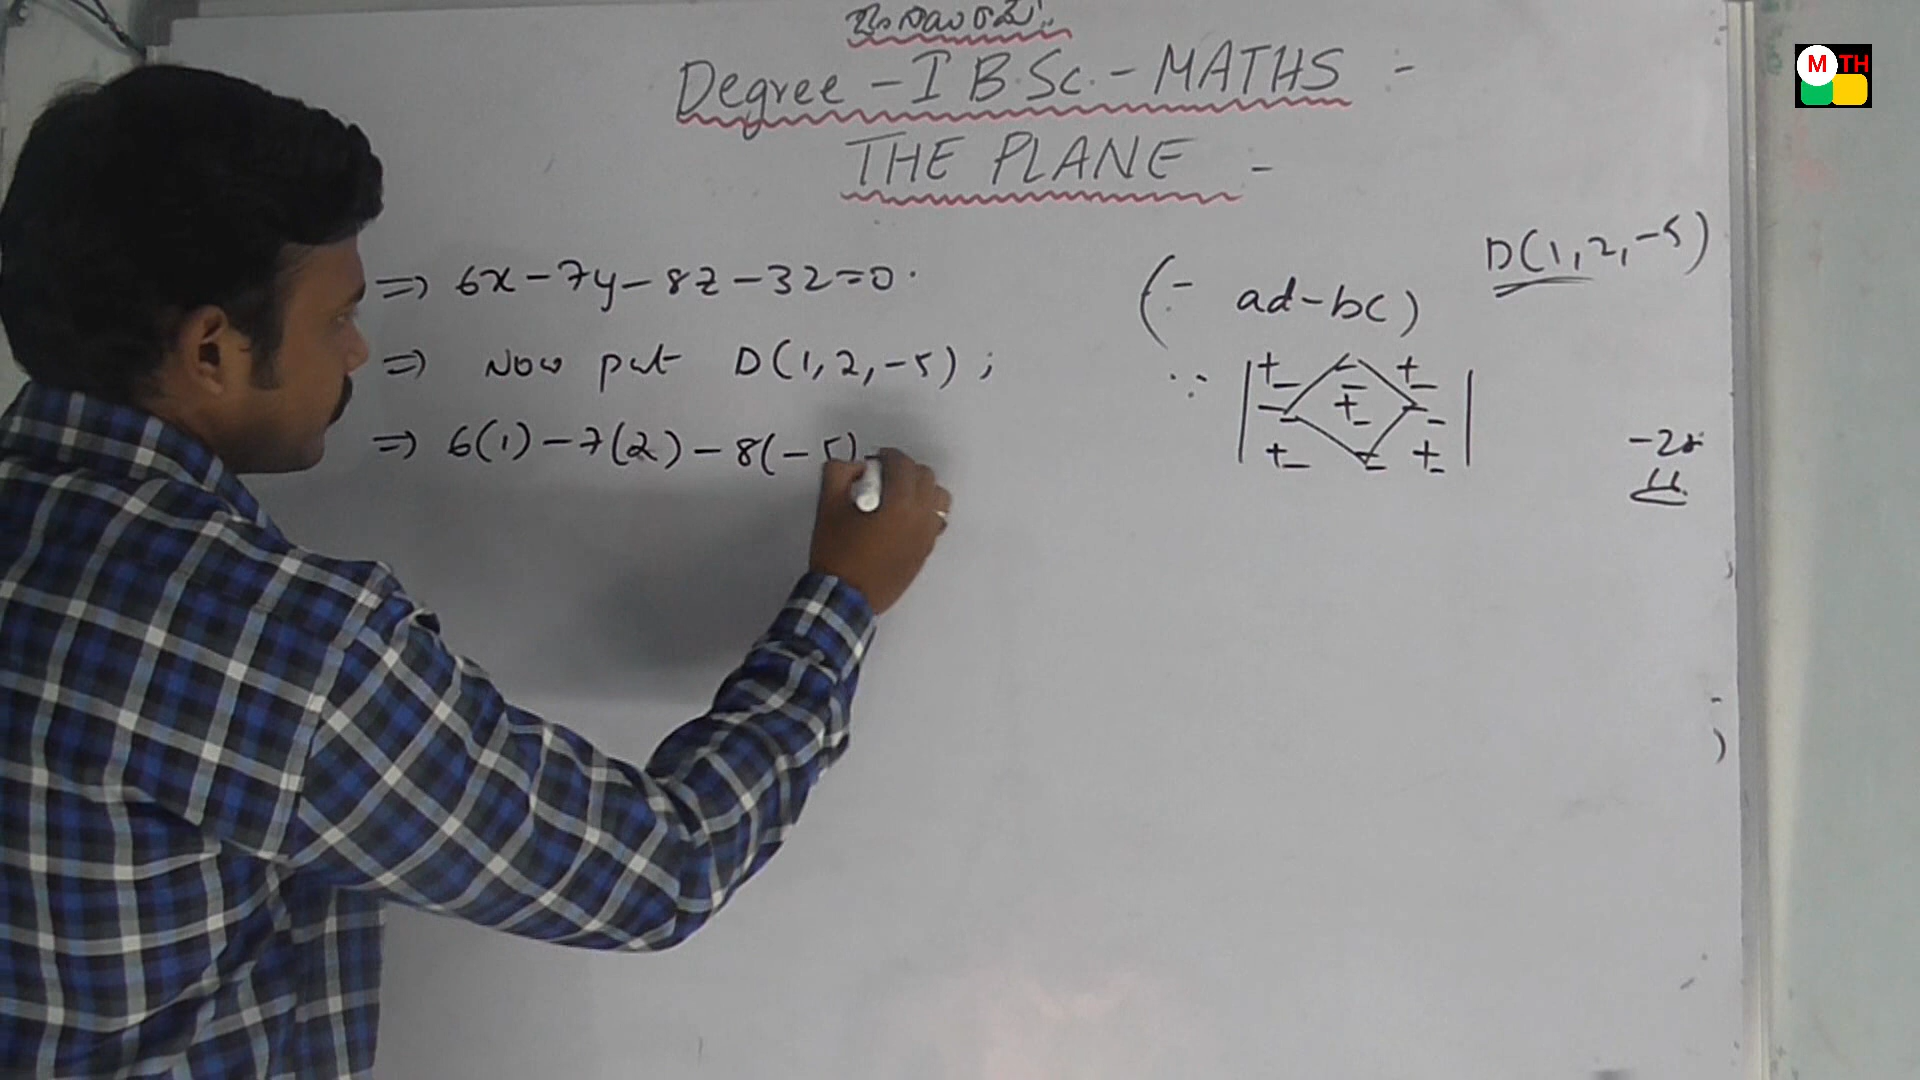 Degree - I B.Sc. - MATHS -
THE PLANE -
D(1, 2, -5)
⇒ 6x - 7y - 8z - 32 = 0.
(- ad - bc)
⇒ Now put D(1, 2, -5) ;
⇒ 6(1) - 7(2) - 8(-5) -
M TH